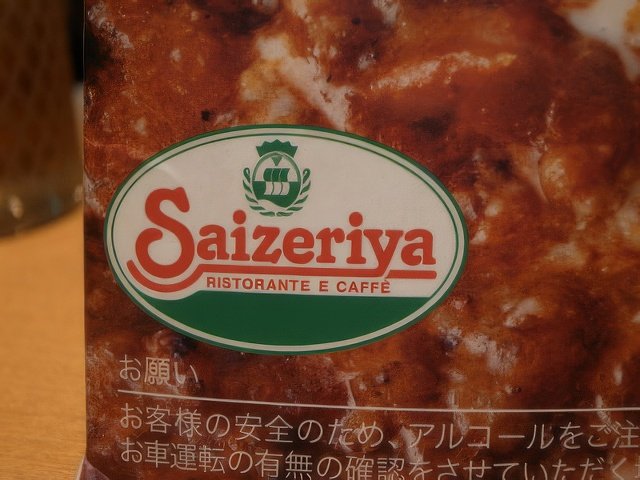 Saizeriya
RISTORANTE E CAFFÈ
お願い
お客様の安全のため、アルコールをご注
お車運転の有無の確認をさせていただく